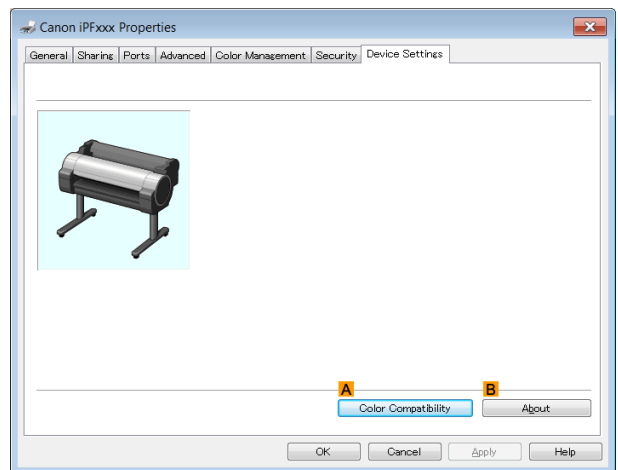 Canon iPFxxx Properties
General Sharing Ports Advanced Color Management Security Device Settings
A B
Color Compatibility About
OK Cancel Apply Help